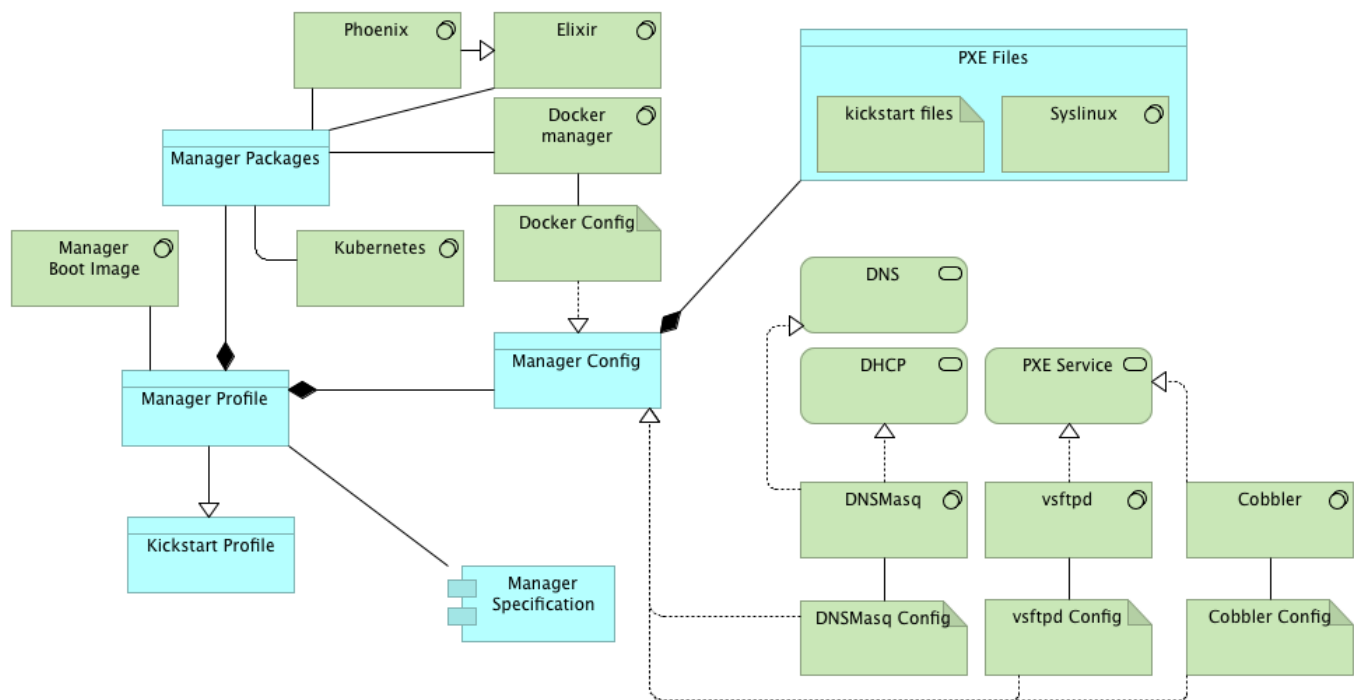 Phoenix
Elixir
PXE Files
kickstart files
Syslinux
Docker
manager
Manager Packages
Docker Config
Manager
Boot Image
Kubernetes
DNS
Manager Config
DHCP
PXE Service
Manager Profile
DNSMasq
vsftpd
Cobbler
Kickstart Profile
Manager
Specification
DNSMasq Config
vsftpd Config
Cobbler Config